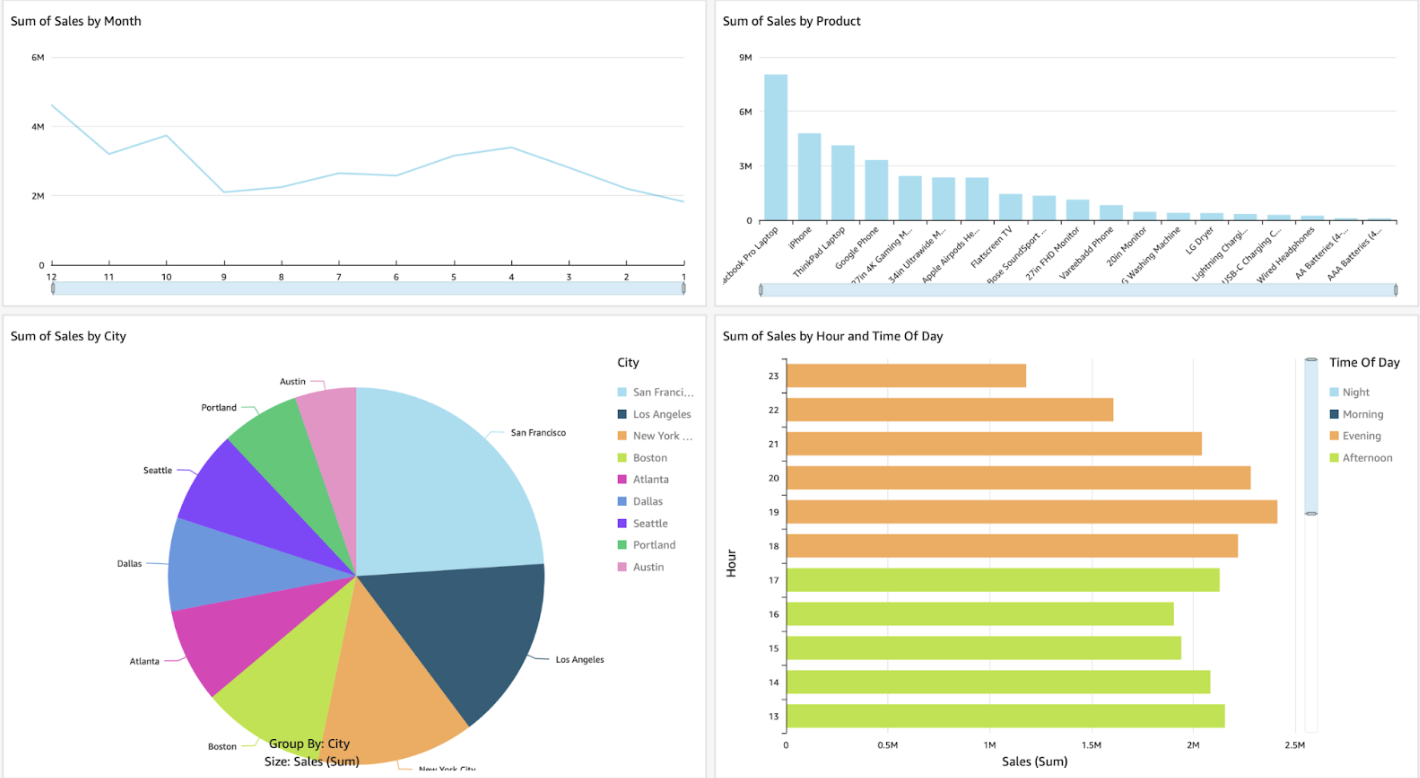 Sum of Sales by Month
6M
4M
2M
0
12 11 10 9 8 7 6 5 4 3 2 1
Sum of Sales by Product
9M
6M
3M
0
acbook Pro Laptop
iPhone
ThinkPad Laptop
Google Phone
27in 4K Gaming M...
34in Ultrawide M...
Apple Airpods He...
Flatscreen TV
Bose SoundSport ...
27in FHD Monitor
Vareebadd Phone
20in Monitor
G Washing Machine
LG Dryer
Lightning Chargi...
USB-C Charging C...
Wired Headphones
AA Batteries (4-...
AAA Batteries (4...
Sum of Sales by City
Austin
Portland
Seattle
Dallas
Atlanta
Boston
San Francisco
Los Angeles
New York City
Group By: City
Size: Sales (Sum)
City
San Franci...
Los Angeles
New York ...
Boston
Atlanta
Dallas
Seattle
Portland
Austin
Sum of Sales by Hour and Time Of Day
Hour
23
22
21
20
19
18
17
16
15
14
13
0 0.5M 1M 1.5M 2M 2.5M
Sales (Sum)
Time Of Day
Night
Morning
Evening
Afternoon